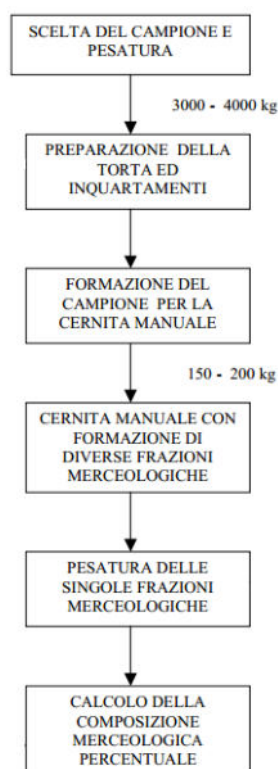 SCELTA DEL CAMPIONE E
PESATURA
3000 - 4000 kg
PREPARAZIONE DELLA
TORTA ED
INQUARTAMENTI
FORMAZIONE DEL
CAMPIONE PER LA
CERNITA MANUALE
150 - 200 kg
CERNITA MANUALE CON
FORMAZIONE DI
DIVERSE FRAZIONI
MERCEOLOGICHE
PESATURA DELLE
SINGOLE FRAZIONI
MERCEOLOGICHE
CALCOLO DELLA
COMPOSIZIONE
MERCEOLOGICA
PERCENTUALE